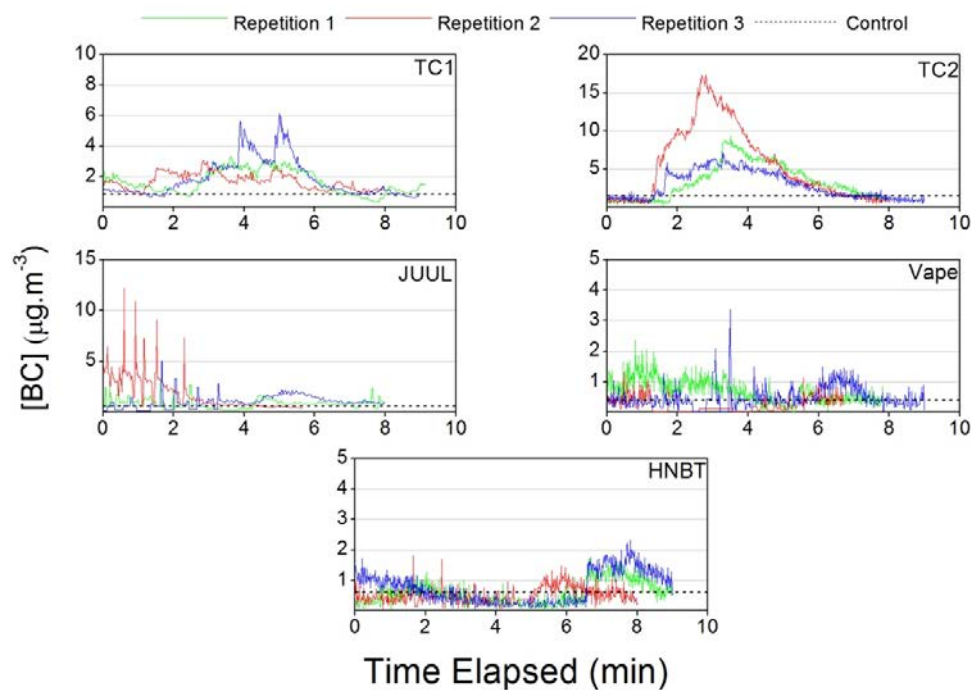 Repetition 1 Repetition 2 Repetition 3 Control
TC1
10
8
6
4
2
0 2 4 6 8 10
TC2
20
15
10
5
0 2 4 6 8 10
JUUL
15
10
5
0 2 4 6 8 10
Vape
5
4
3
2
1
0 2 4 6 8 10
HNBT
5
4
3
2
1
0 2 4 6 8 10
[BC] (μg.m⁻³)
Time Elapsed (min)